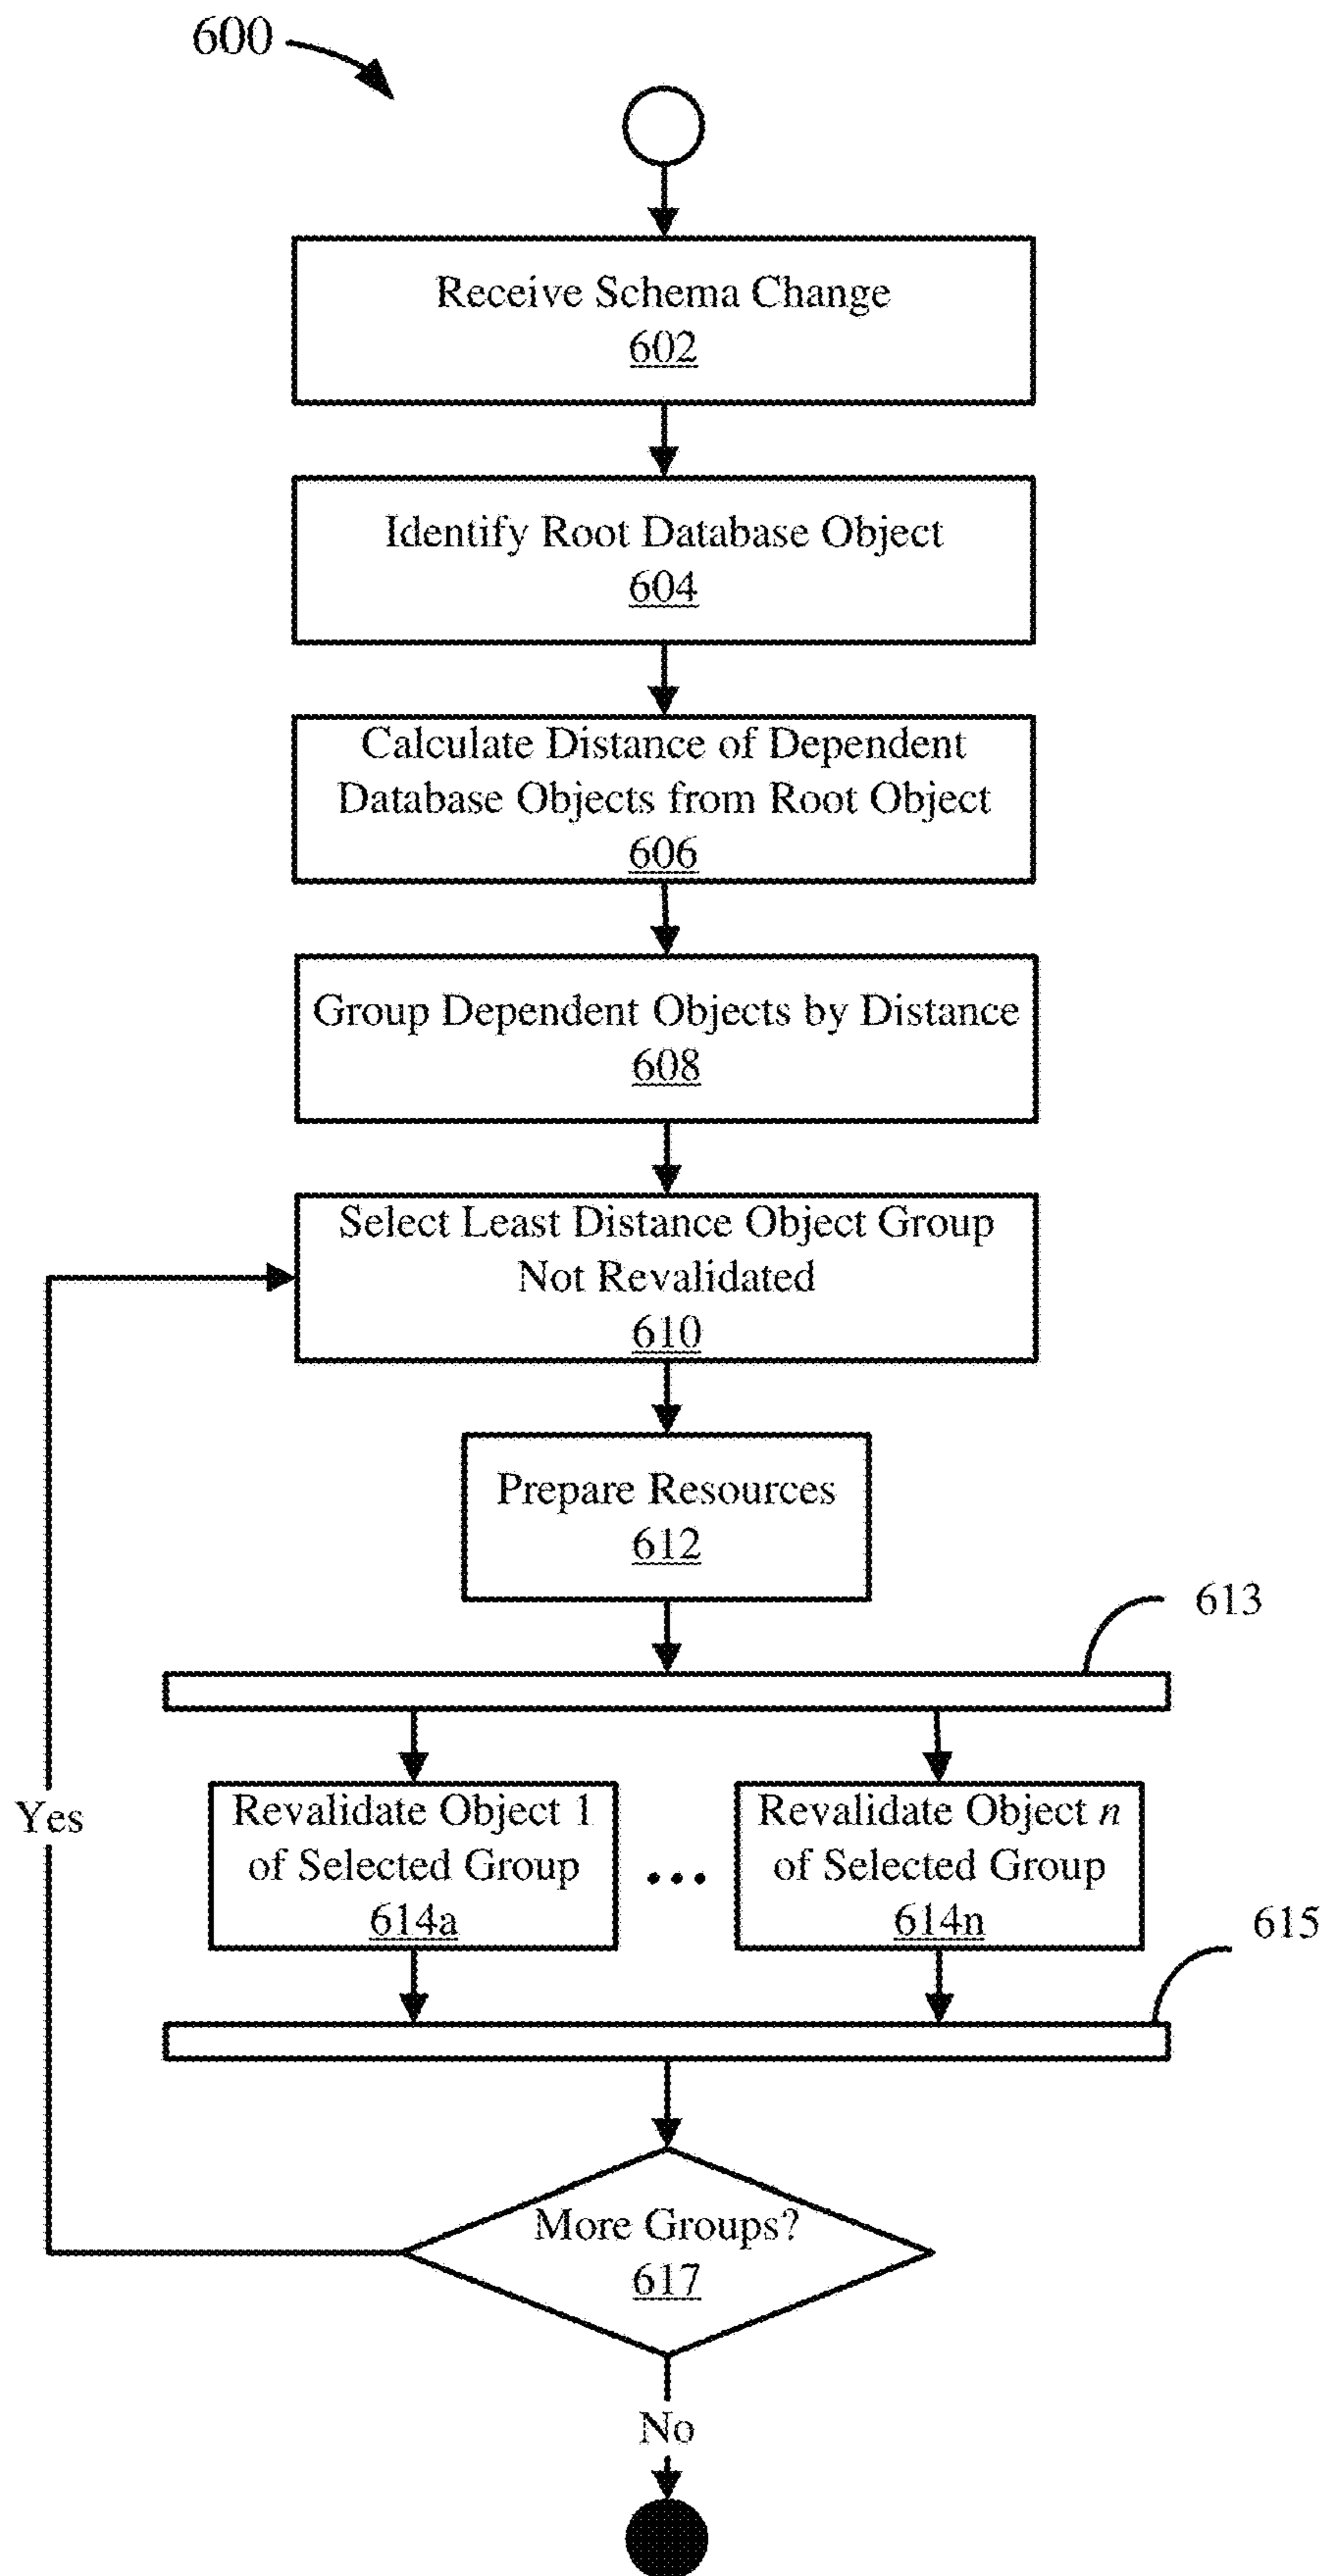 600
Receive Schema Change
602
Identify Root Database Object
604
Calculate Distance of Dependent
Database Objects from Root Object
606
Group Dependent Objects by Distance
608
Select Least Distance Object Group
Not Revalidated
610
Prepare Resources
612
613
Revalidate Object 1
of Selected Group
614a
...
Revalidate Object n
of Selected Group
614n
Yes
615
More Groups?
617
No